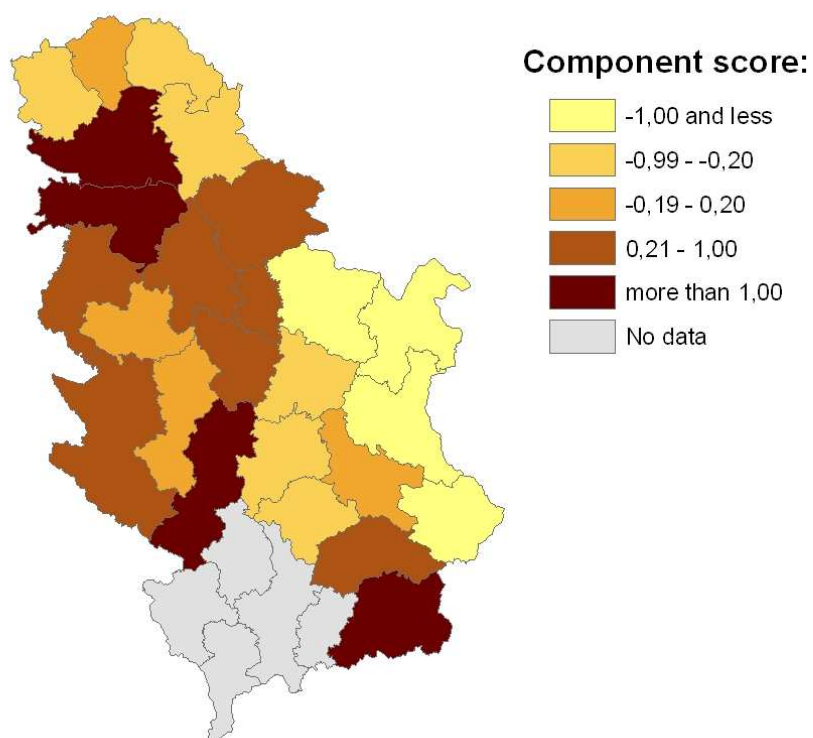 Component score:
-1,00 and less
-0,99 - -0,20
-0,19 - 0,20
0,21 - 1,00
more than 1,00
No data